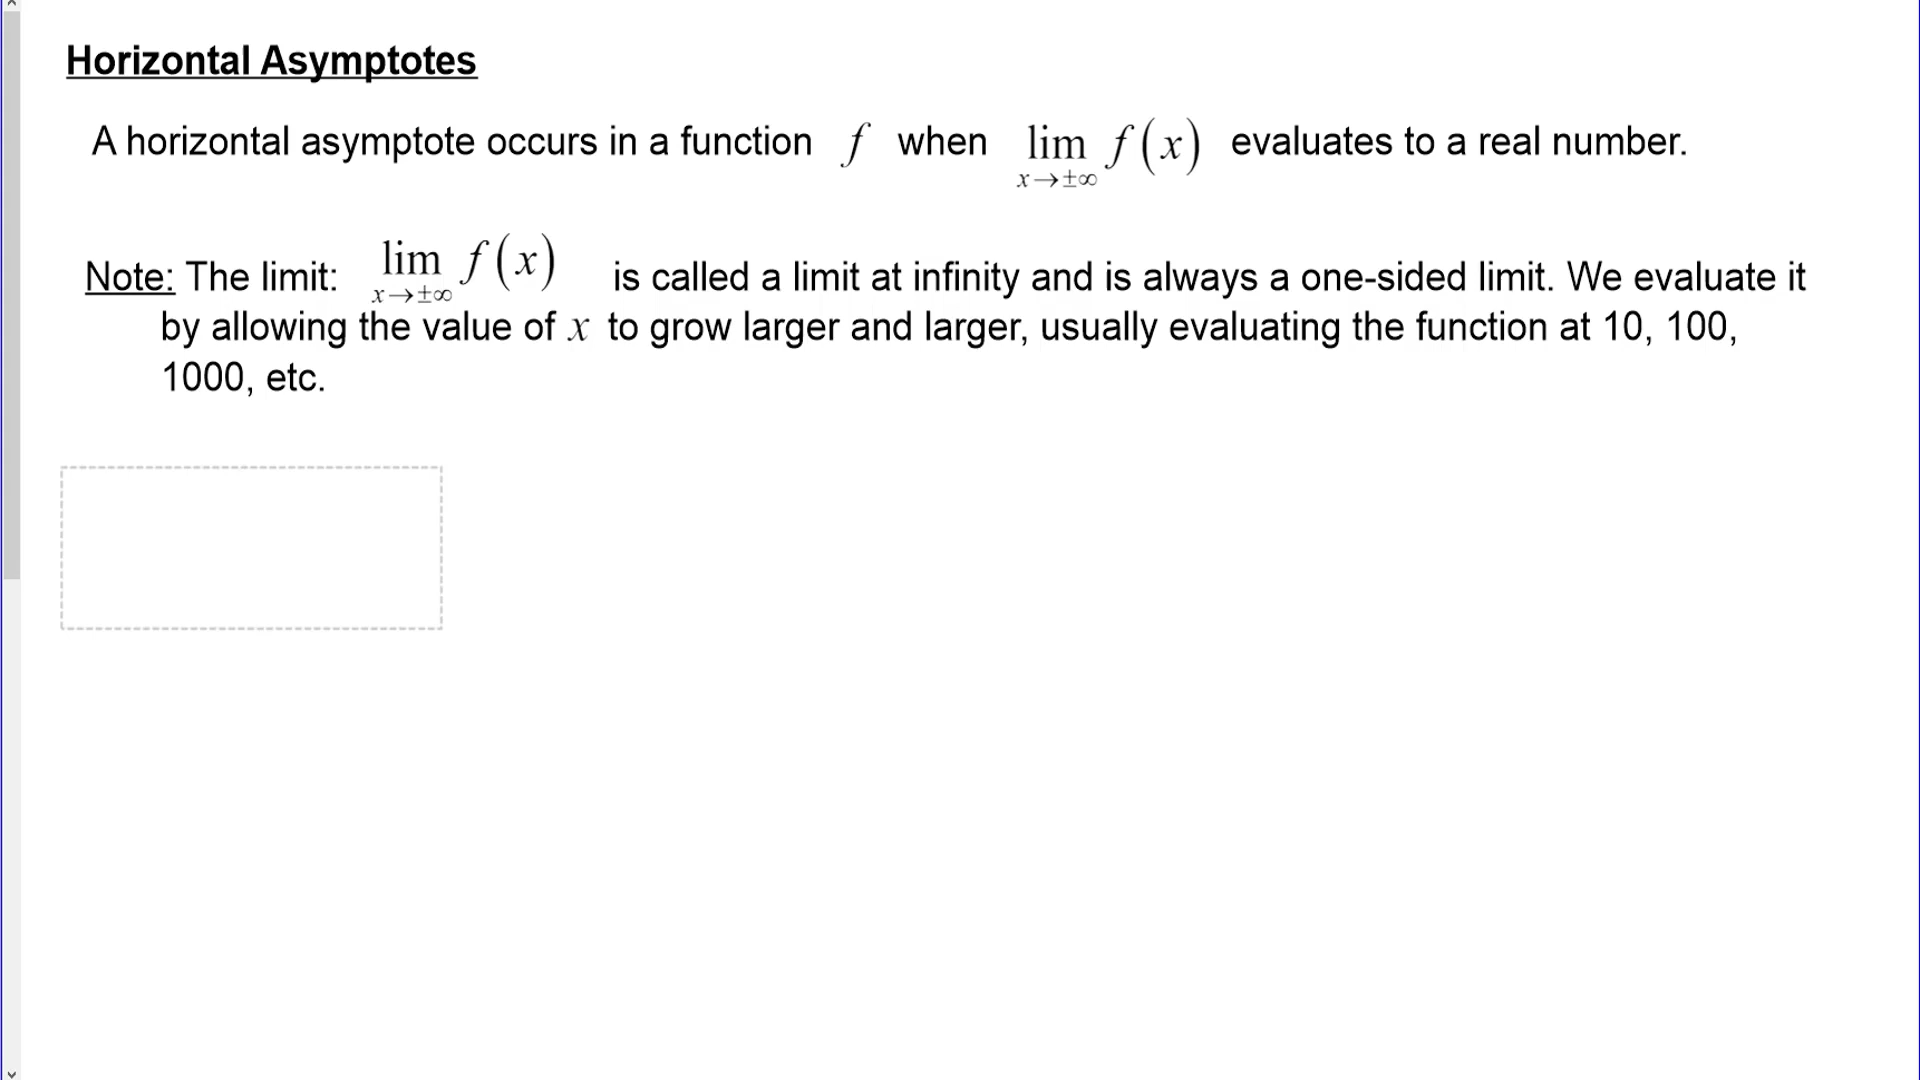 Horizontal Asymptotes
A horizontal asymptote occurs in a function f when lim x→±∞ f(x) evaluates to a real number.
Note: The limit: lim x→±∞ f(x) is called a limit at infinity and is always a one-sided limit. We evaluate it
by allowing the value of x to grow larger and larger, usually evaluating the function at 10, 100,
1000, etc.